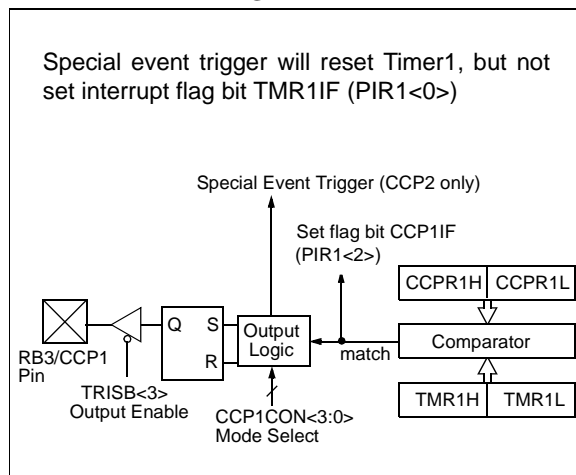 Special event trigger will reset Timer1, but not
set interrupt flag bit TMR1IF (PIR1<0>)
Special Event Trigger (CCP2 only)
Set flag bit CCP1IF
(PIR1<2>)
CCPR1H CCPR1L
Q S Output
Logic
R
match
Comparator
RB3/CCP1
Pin
TRISB<3>
Output Enable
CCP1CON<3:0>
Mode Select
TMR1H TMR1L